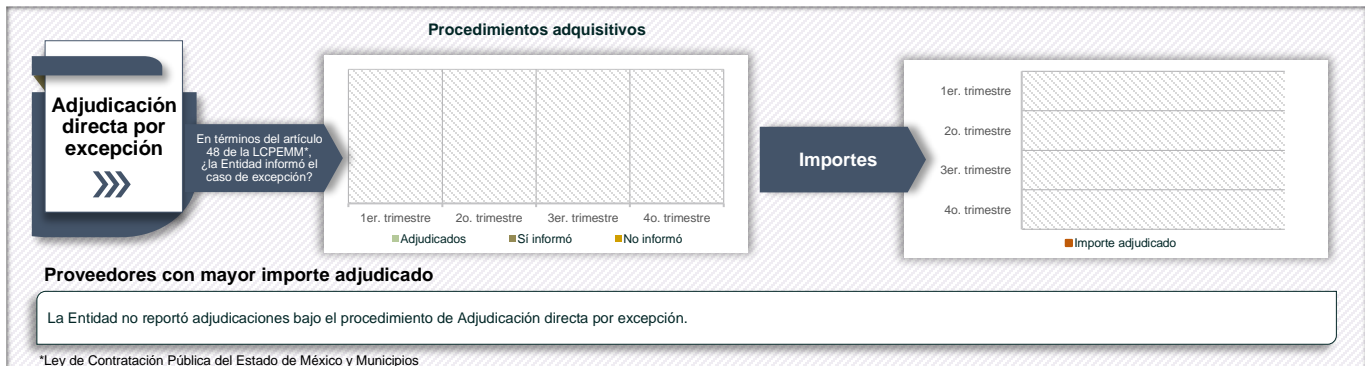 Procedimientos adquisitivos
Adjudicación
directa por
excepción
En términos del artículo
48 de la LCPEMM*,
¿la Entidad informó el
caso de excepción?
1er. trimestre 2o. trimestre 3er. trimestre 4o. trimestre
Adjudicados Sí informó No informó
Importes
1er. trimestre
2o. trimestre
3er. trimestre
4o. trimestre
Importe adjudicado
Proveedores con mayor importe adjudicado
La Entidad no reportó adjudicaciones bajo el procedimiento de Adjudicación directa por excepción.
*Ley de Contratación Pública del Estado de México y Municipios